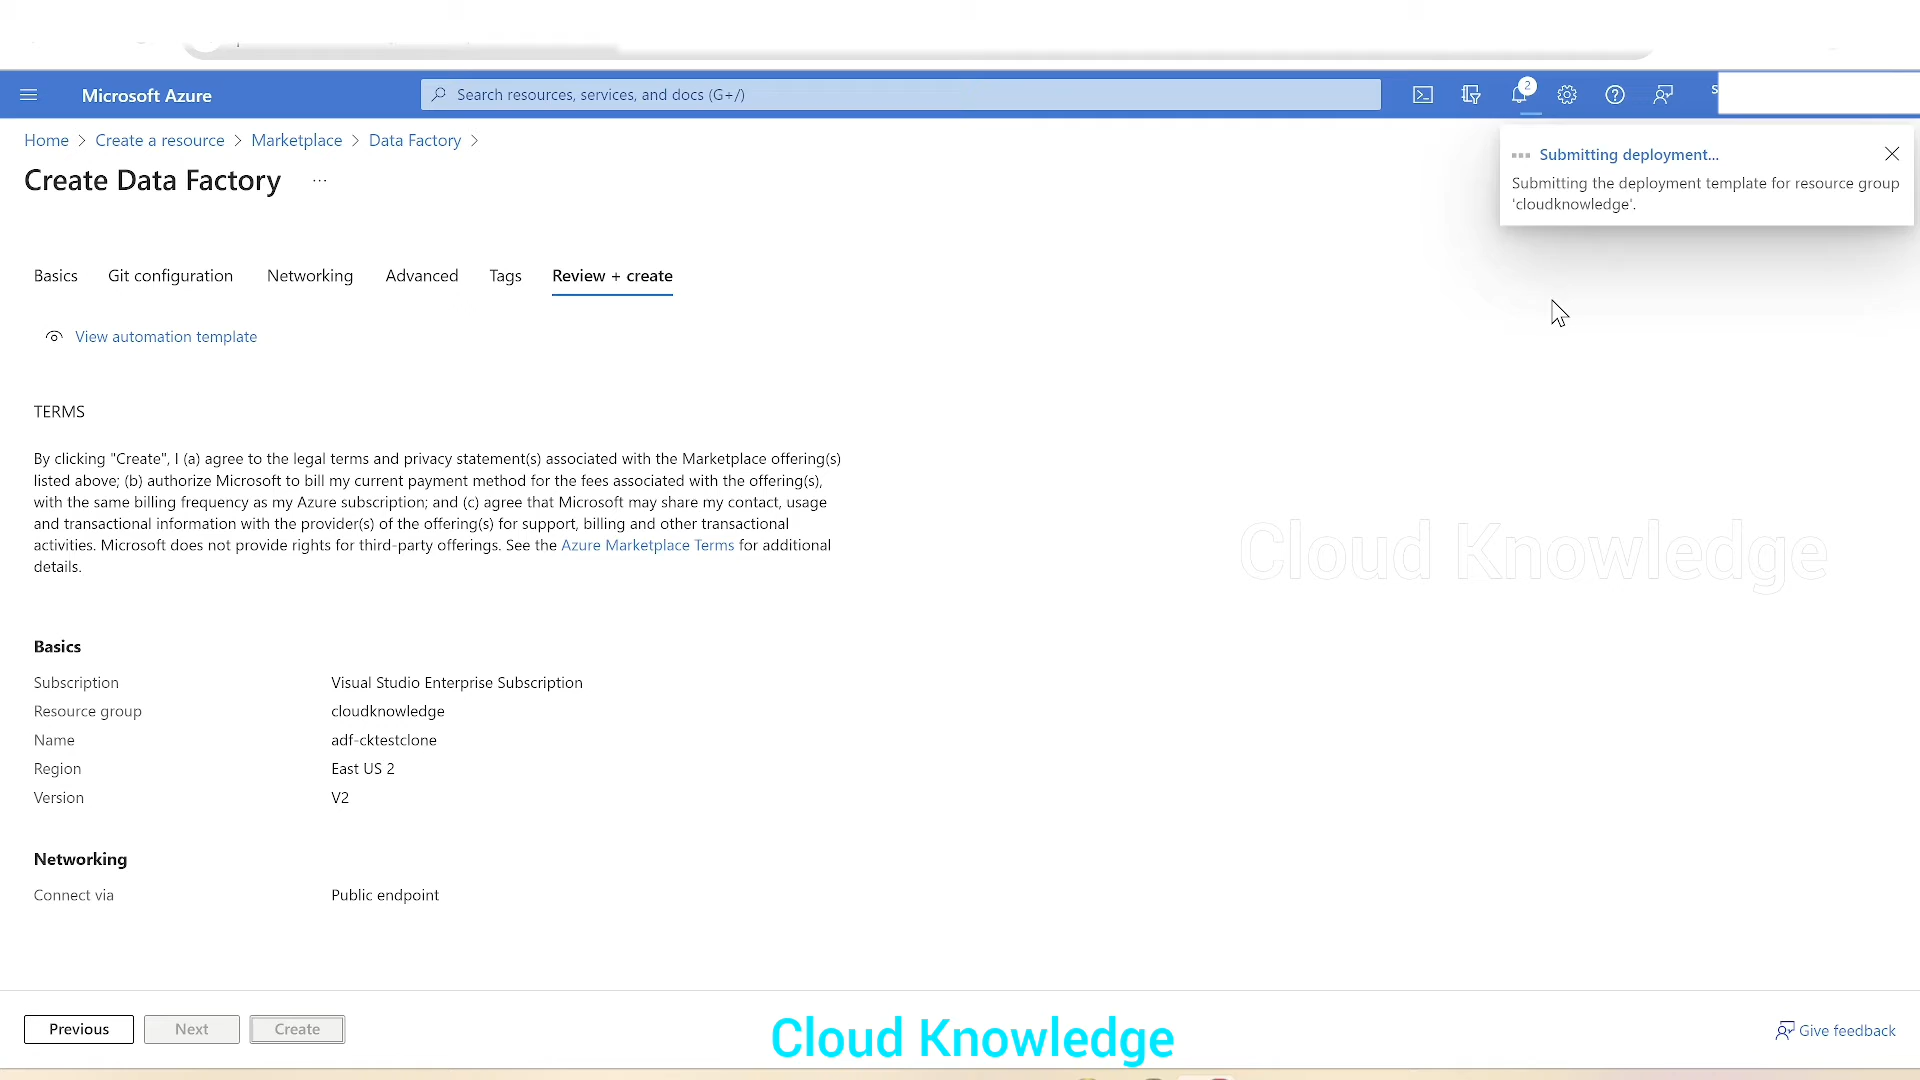 Microsoft Azure
Search resources, services, and docs (G+/)
2
Home > Create a resource > Marketplace > Data Factory >
Create Data Factory ...
Submitting deployment...
Submitting the deployment template for resource group
'cloudknowledge'.
Basics Git configuration Networking Advanced Tags Review + create
View automation template
TERMS
By clicking "Create", I (a) agree to the legal terms and privacy statement(s) associated with the Marketplace offering(s)
listed above; (b) authorize Microsoft to bill my current payment method for the fees associated with the offering(s),
with the same billing frequency as my Azure subscription; and (c) agree that Microsoft may share my contact, usage
and transactional information with the provider(s) of the offering(s) for support, billing and other transactional
activities. Microsoft does not provide rights for third-party offerings. See the Azure Marketplace Terms for additional
details.
Cloud Knowledge
Basics
Subscription Visual Studio Enterprise Subscription
Resource group cloudknowledge
Name adf-cktestclone
Region East US 2
Version V2
Networking
Connect via Public endpoint
Previous Next Create
Cloud Knowledge
Give feedback